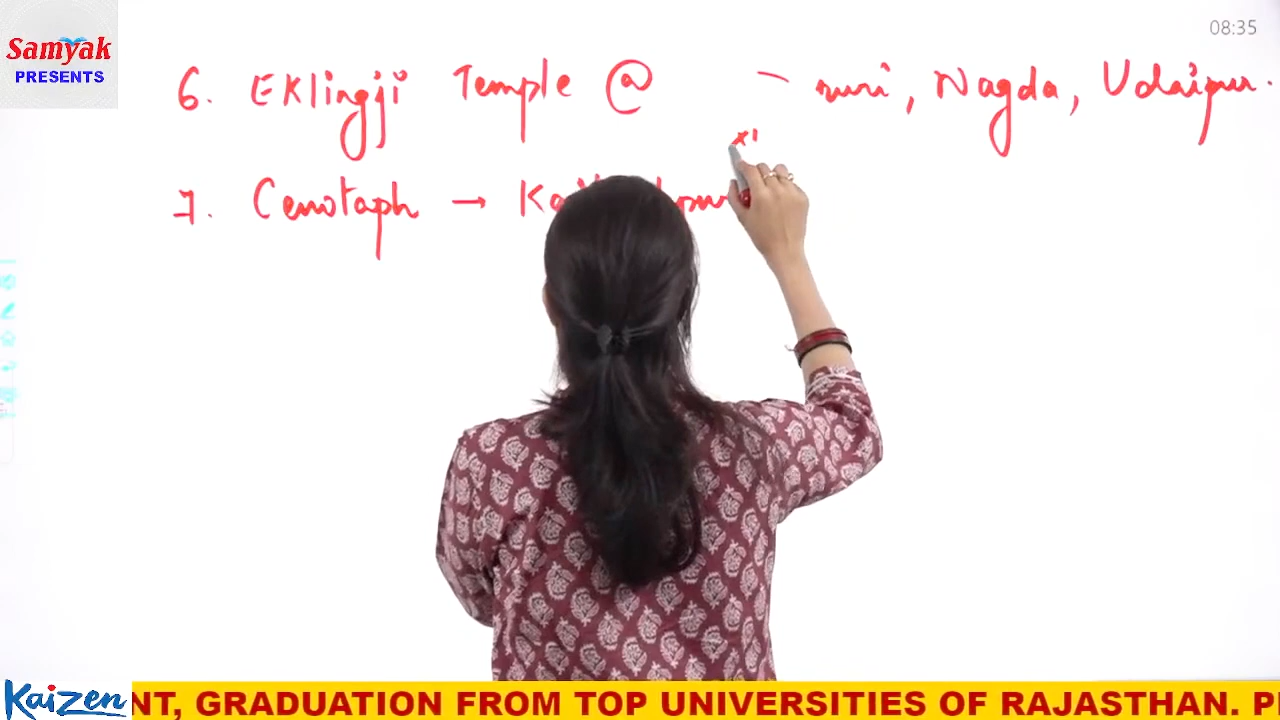 Samyak
PRESENTS
08:35
6. Eklingji Temple @ Nagda, Udaipur.
7. Cenotaph →
Kaizen
NT, GRADUATION FROM TOP UNIVERSITIES OF RAJASTHAN. P